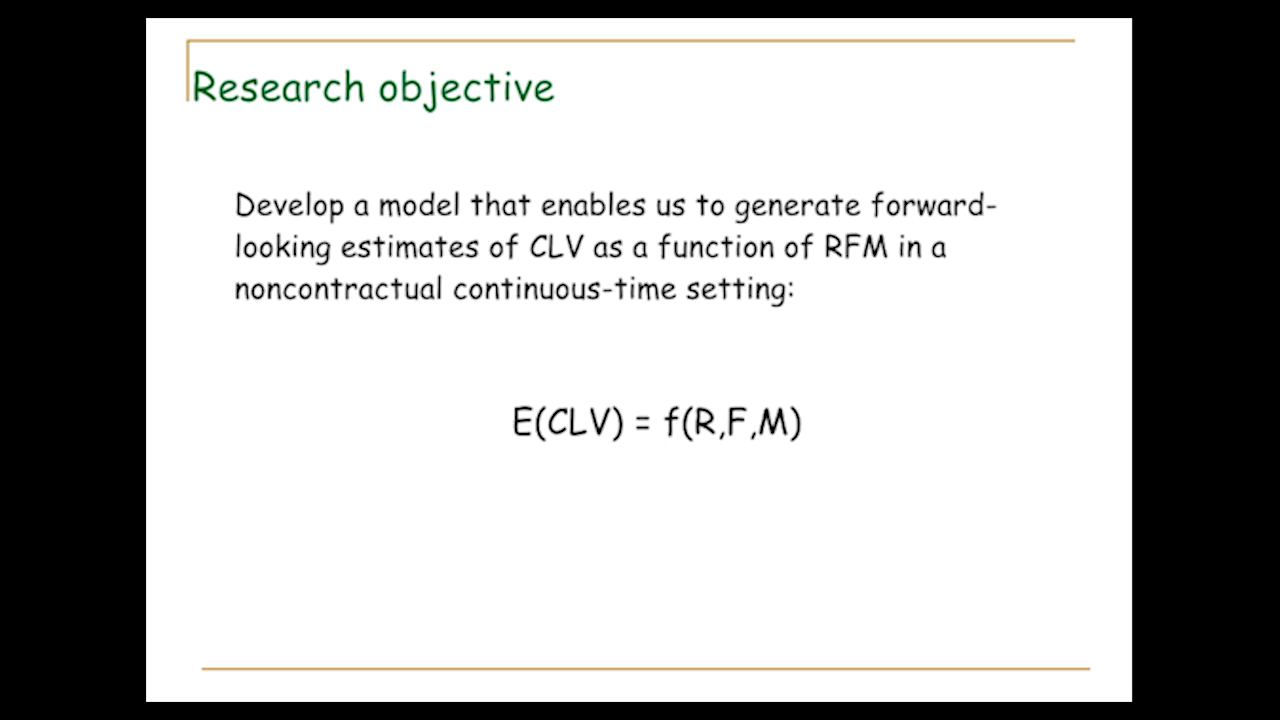 Research objective
Develop a model that enables us to generate forward-
looking estimates of CLV as a function of RFM in a
noncontractual continuous-time setting:
E(CLV) = f(R,F,M)